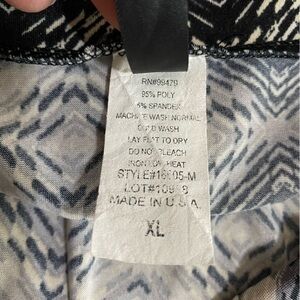 RN#99479
95% POLY
5% SPANDEX
MACHINE WASH NORMAL
COLD WASH
LAY FLAT TO DRY
DO NOT BLEACH
IRON LOW HEAT
MADE IN U.S.A.
XL